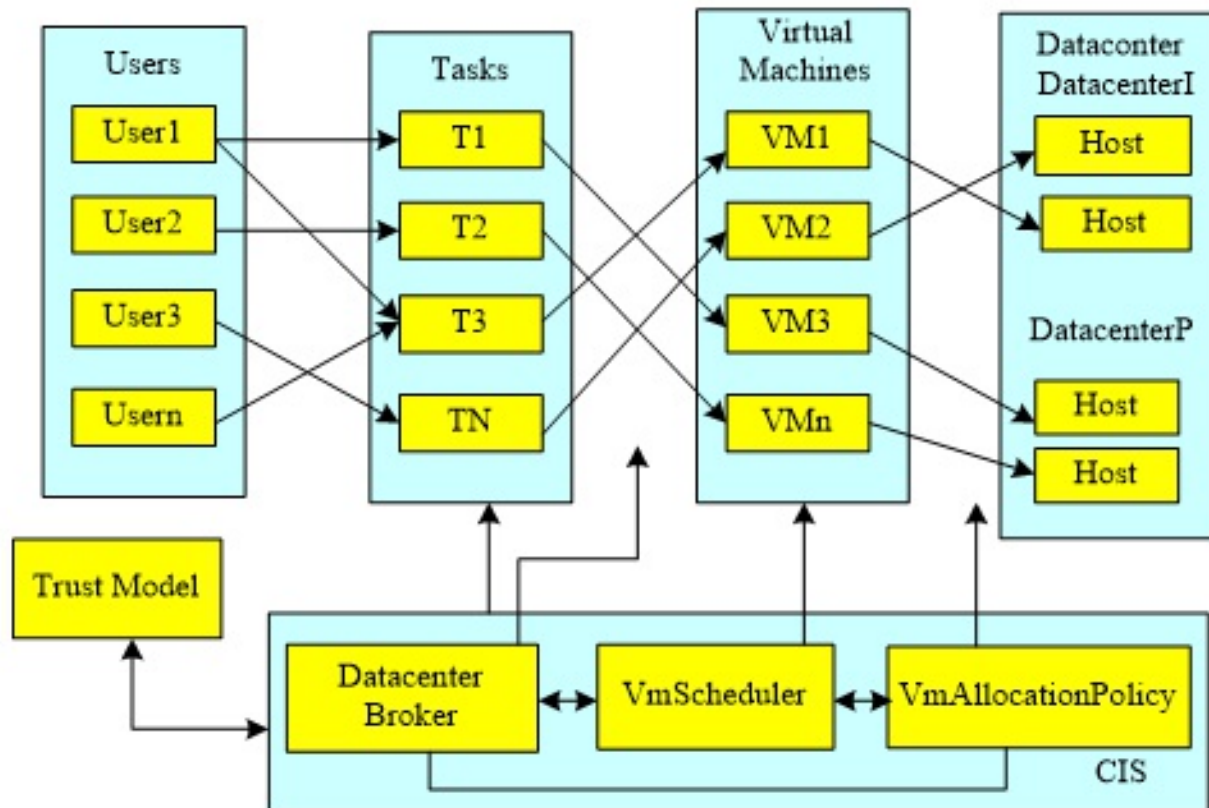 Users
User1
User2
User3
Usern
Tasks
T1
T2
T3
TN
Virtual
Machines
VM1
VM2
VM3
VMn
Dataconter
DatacenterI
Host
Host
DatacenterP
Host
Host
Trust Model
Datacenter
Broker
VmScheduler
VmAllocationPolicy
CIS